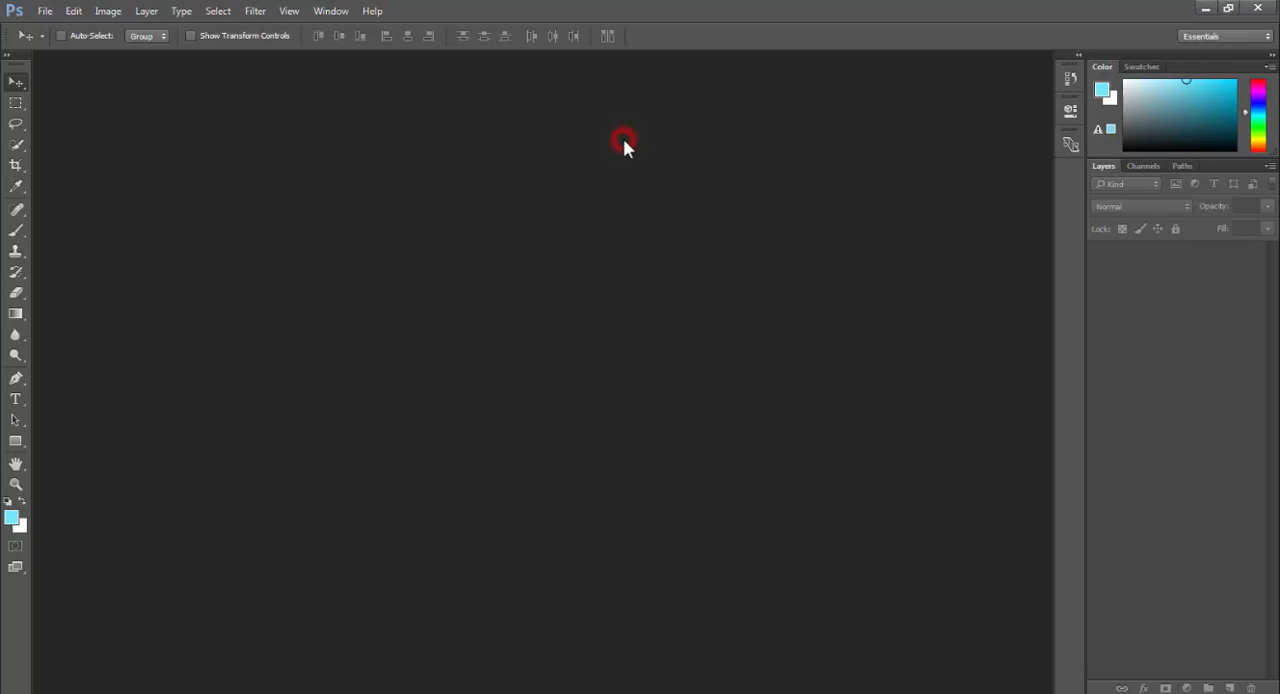 Ps File Edit Image Layer Type Select Filter View Window Help
Auto-Select: Group Show Transform Controls Essentials
Color Swatches
Layers Channels Paths
Kind T
Normal Opacity:
Lock: Fill:
T
fx